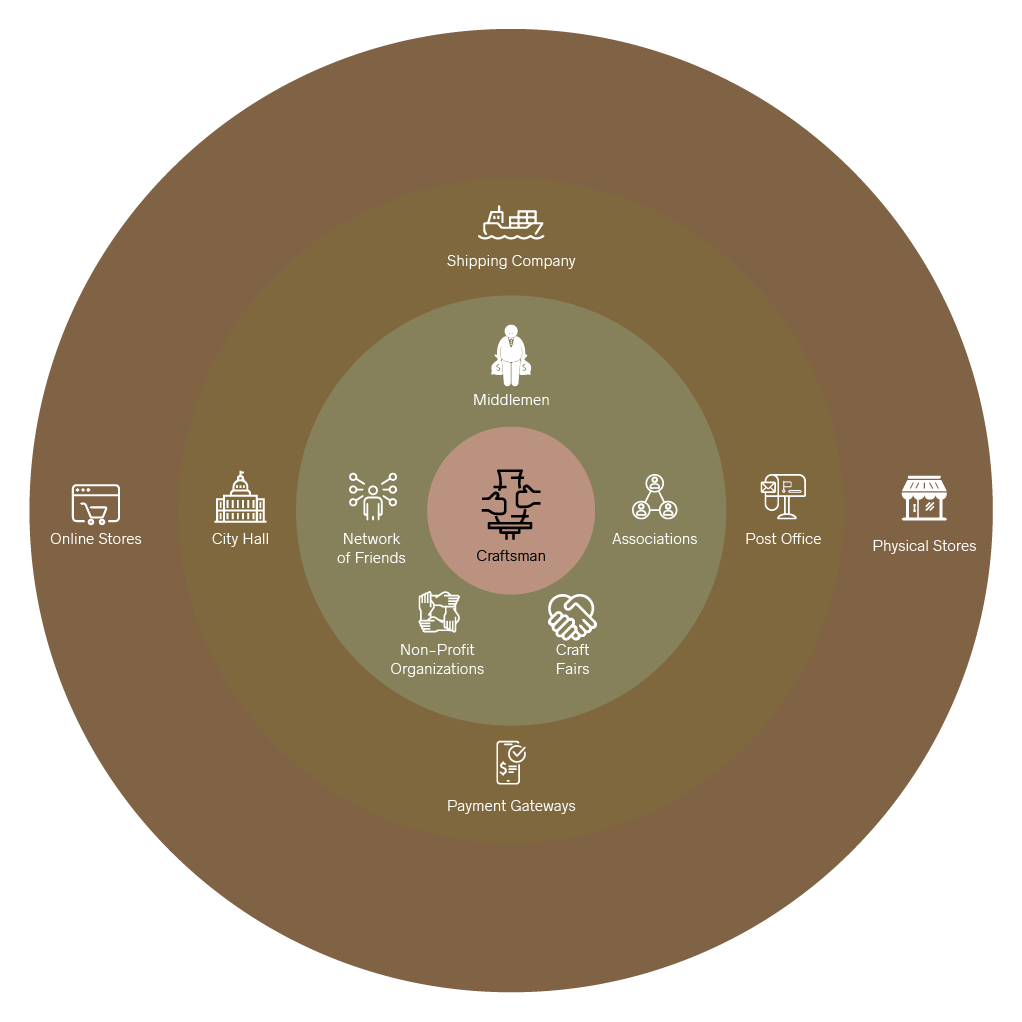 Shipping Company
Middlemen
Online Stores
City Hall
Network
of Friends
Craftsman
Associations
Post Office
Physical Stores
Non-Profit
Organizations
Craft
Fairs
Payment Gateways